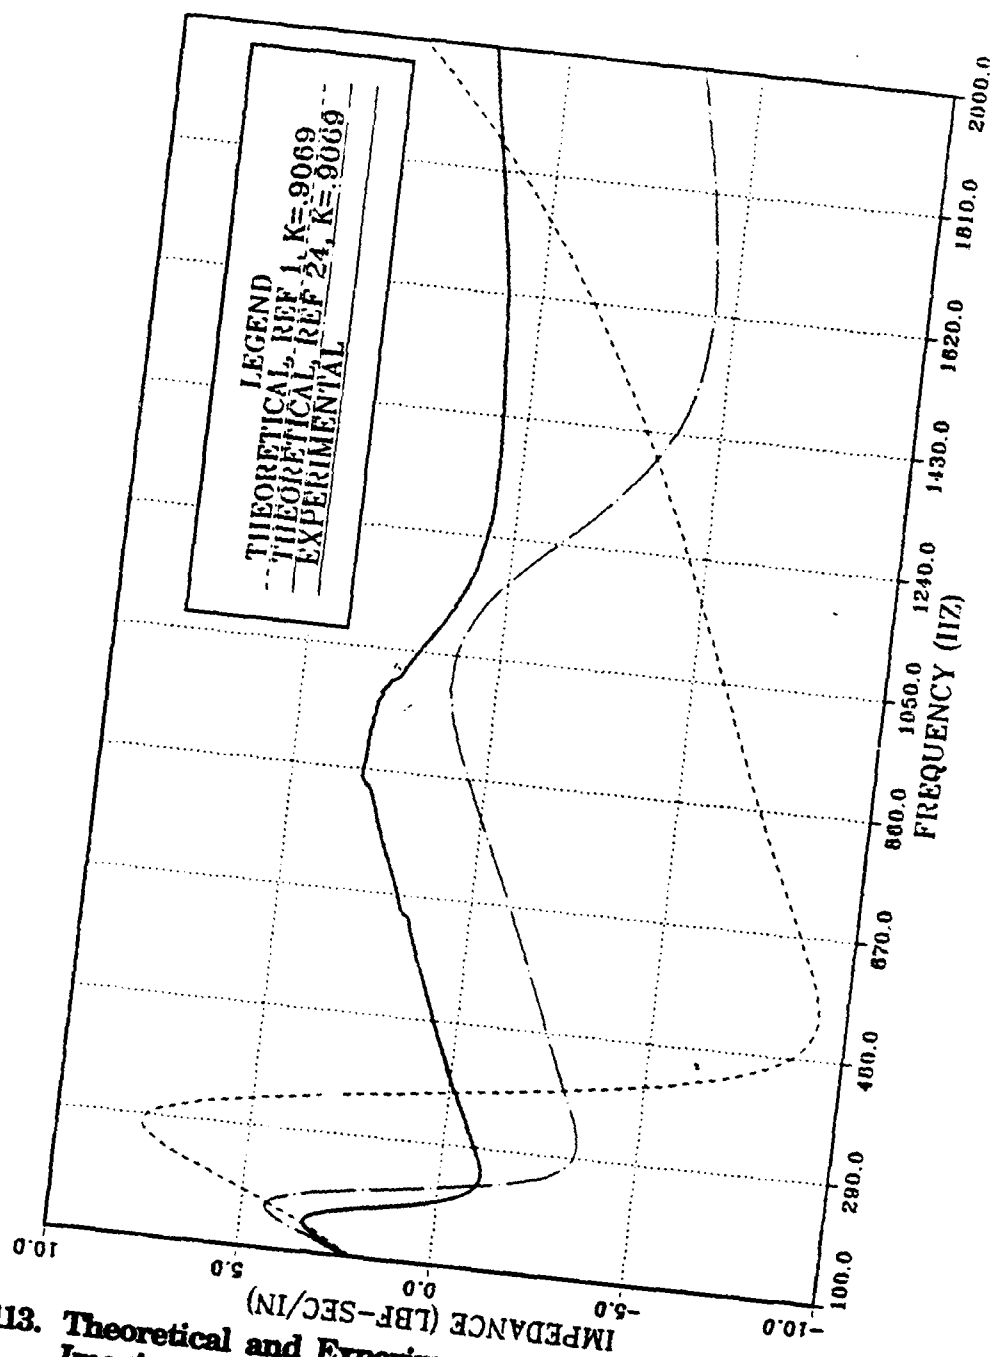 LEGEND
THEORETICAL, REF 1, K=.9069
THEORETICAL, REF 24, K=.9069
EXPERIMENTAL
10.0
5.0
0.0
-5.0
-10.0
IMPEDANCE (LBF-SEC/IN)
100.0
290.0
480.0
670.0
860.0
1050.0
1240.0
1430.0
1620.0
1810.0
2000.0
FREQUENCY (HZ)
113. Theoretical and